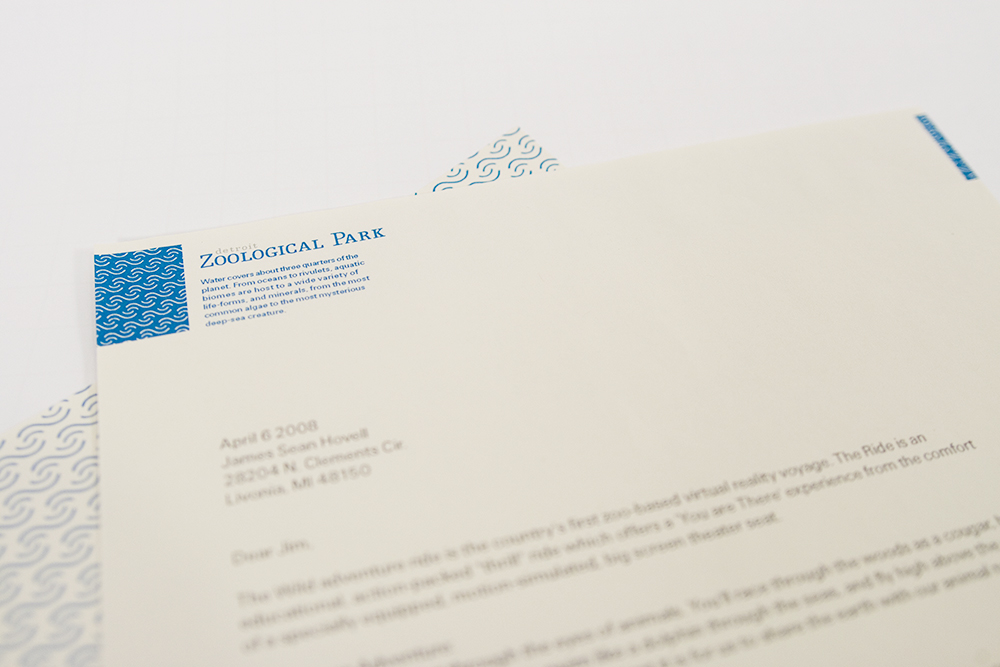 detroit
ZOOLOGICAL PARK
Water covers about three quarters of the
planet. From oceans to rivulets, aquatic
biomes are host to a wide variety of
life-forms, and minerals, from the most
common algae to the most mysterious
deep-sea creature.
April 6 2008
James Sean Hovell
28204 N. Clements Cir.
Livonia, MI 48150
Dear Jim,
The Wild adventure ride is the country's first zoo-based virtual reality voyage. The Ride is an
educational, action-packed "thrill" ride which offers a 'You are There' experience from the comfort
of a specially equipped, motion-simulated, big screen theater seat.
Adventure through the eyes of animals. You'll race through the woods as a cougar,
like a dolphin through the seas, and fly high above the
is for us to share the earth with our animal